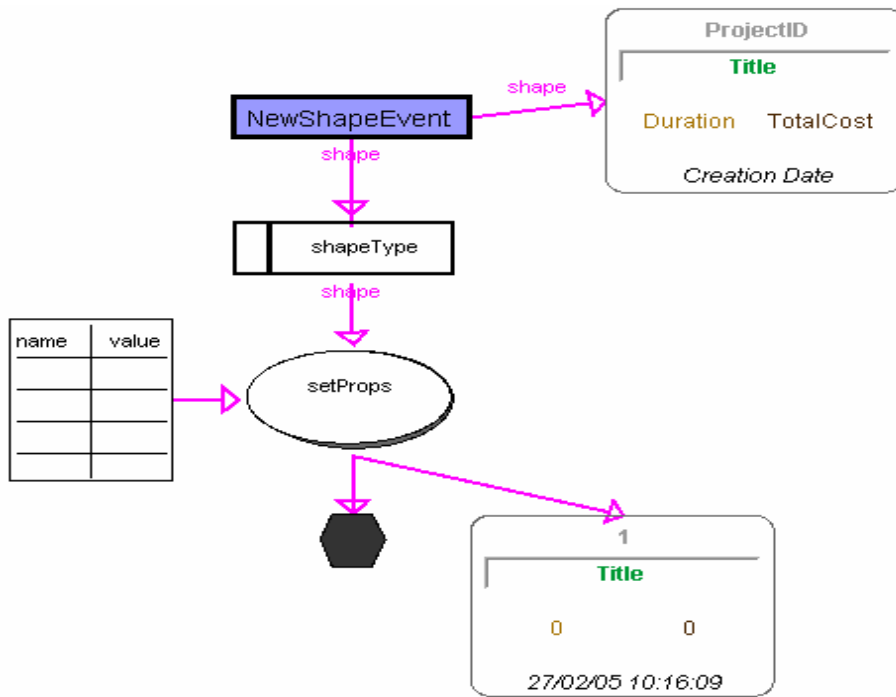 ProjectID
Title
shape
NewShapeEvent
Duration TotalCost
shape
Creation Date
shapeType
shape
name value
setProps
1
Title
0 0
27/02/05 10:16:09